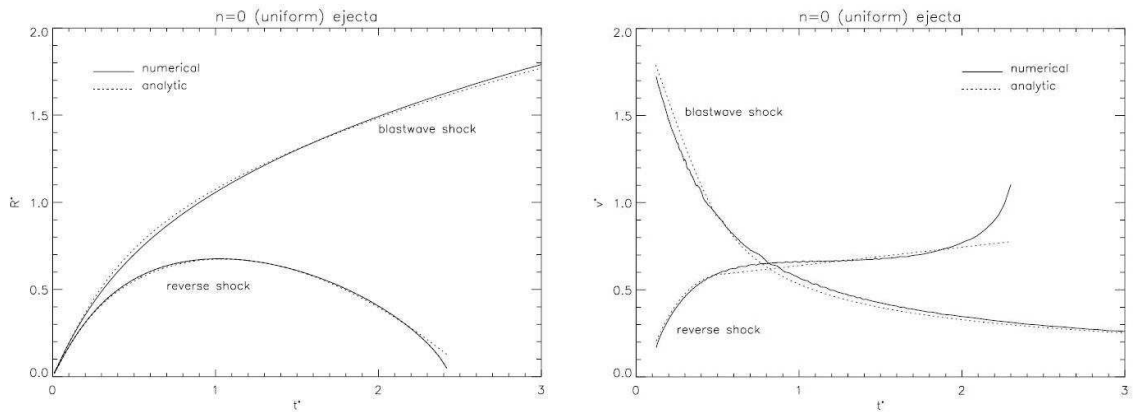 n=0 (uniform) ejecta
2.0
numerical
analytic
1.5
blastwave shock
R*
1.0
0.5
reverse shock
0.0
0
1
2
3
t*
n=0 (uniform) ejecta
2.0
numerical
analytic
1.5
blastwave shock
v*
1.0
0.5
reverse shock
0.0
0
1
2
3
t*